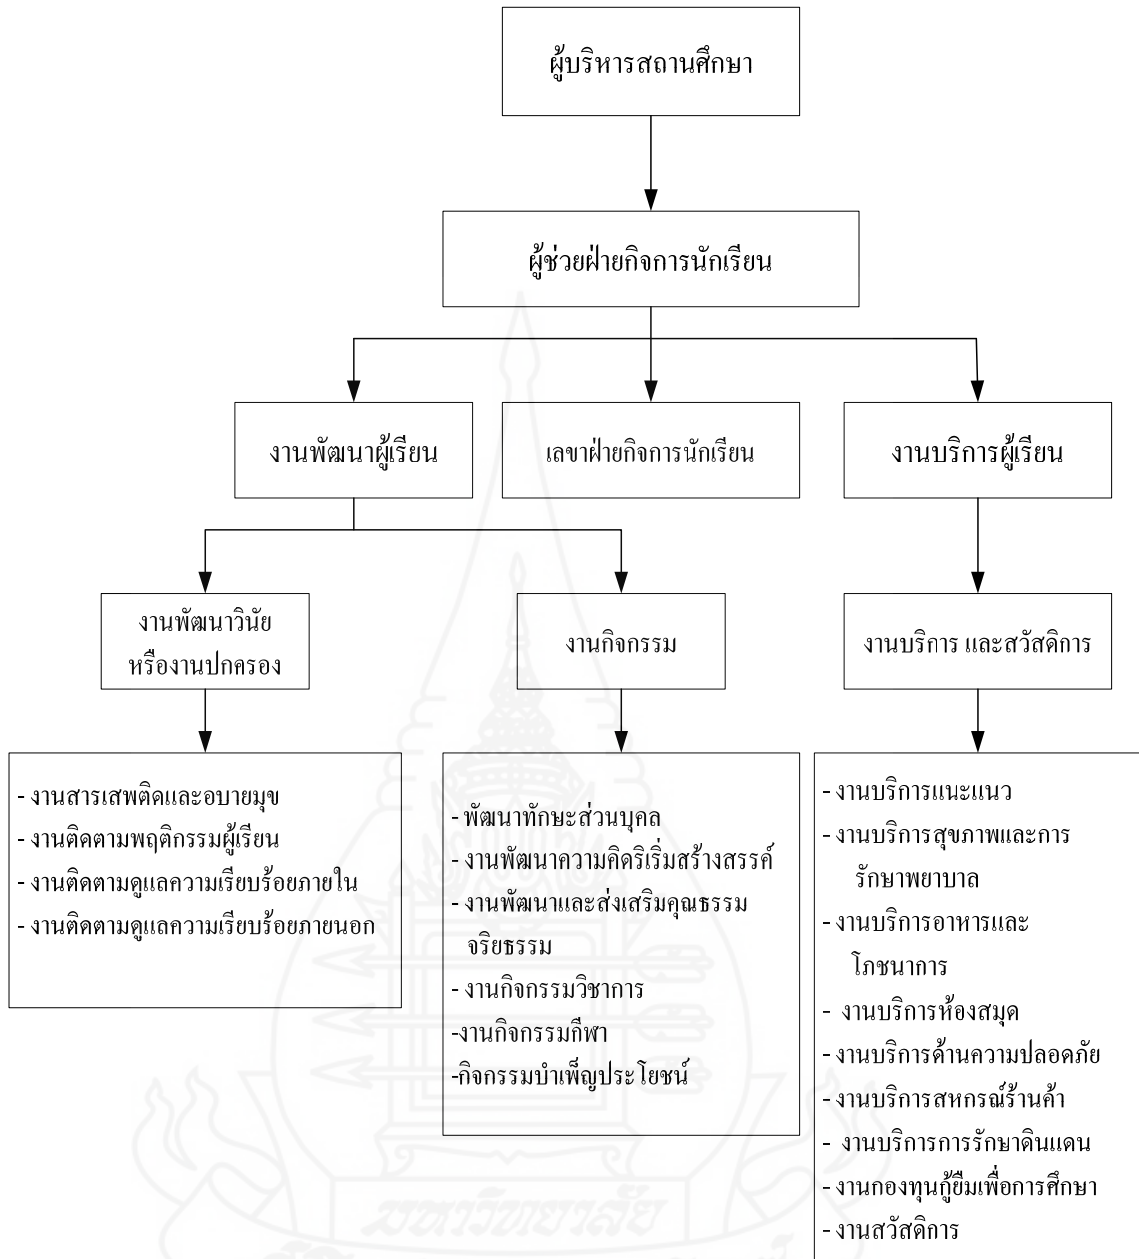 ผู้บริหารสถานศึกษา
ผู้ช่วยฝ่ายกิจการนักเรียน
งานพัฒนาผู้เรียน
เลขาฝ่ายกิจการนักเรียน
งานบริการผู้เรียน
งานพัฒนาวินัย
หรืองานปกครอง
งานกิจกรรม
งานบริการ และสวัสดิการ
- งานสารเสพติดและอบายมุข
- งานติดตามพฤติกรรมผู้เรียน
- งานติดตามดูแลความเรียบร้อยภายใน
- งานติดตามดูแลความเรียบร้อยภายนอก
- พัฒนาทักษะส่วนบุคล
- งานพัฒนาความคิดริเริ่มสร้างสรรค์
- งานพัฒนาและส่งเสริมคุณธรรม
จริยธรรม
- งานกิจกรรมวิชาการ
-งานกิจกรรมกีฬา
-กิจกรรมบำเพ็ญประโยชน์
- งานบริการแนะแนว
- งานบริการสุขภาพและการ
รักษาพยาบาล
- งานบริการอาหารและ
โภชนาการ
- งานบริการห้องสมุด
- งานบริการด้านความปลอดภัย
- งานบริการสหกรณ์ร้านค้า
- งานบริการการรักษาดินแดน
- งานกองทุนกู้ยืมเพื่อการศึกษา
- งานสวัสดิการ
มหาวิทยาลัย